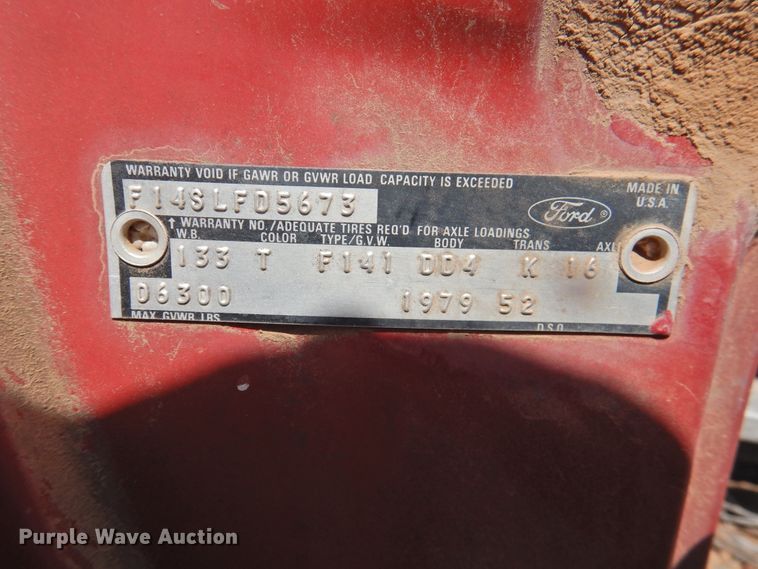 WARRANTY VOID IF GAWR OR GVWR LOAD CAPACITY IS EXCEEDED
F14SLFD5673
Ford ®
MADE IN
U.S.A.
↑ WARRANTY NO./ADEQUATE TIRES REQ'D FOR AXLE LOADINGS
W.B. COLOR TYPE/G.V.W. BODY TRANS AXLE
133 T F141 DD4 K 16
06300 1979 52
MAX. GVWR LBS D.S.O.
Purple Wave Auction